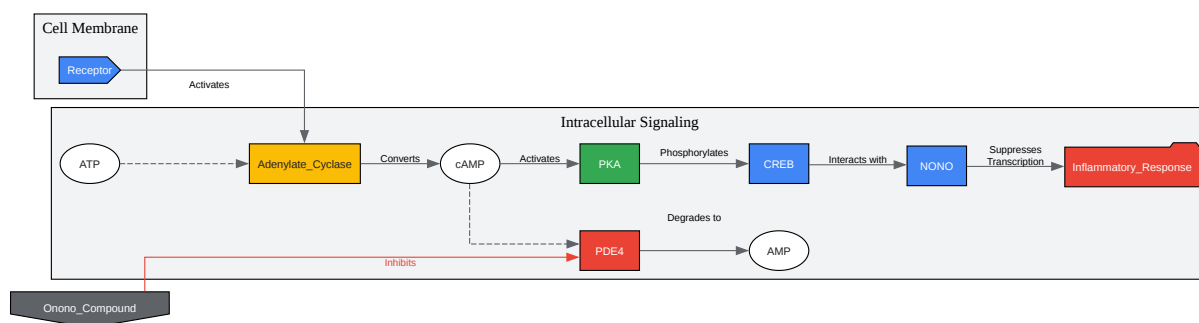 Cell Membrane
Receptor
Activates
Intracellular Signaling
ATP
Adenylate_Cyclase
Converts
cAMP
Activates
PKA
Phosphorylates
CREB
Interacts with
NONO
Suppresses
Transcription
Inflammatory_Response
PDE4
Degrades to
AMP
Inhibits
Onono_Compound